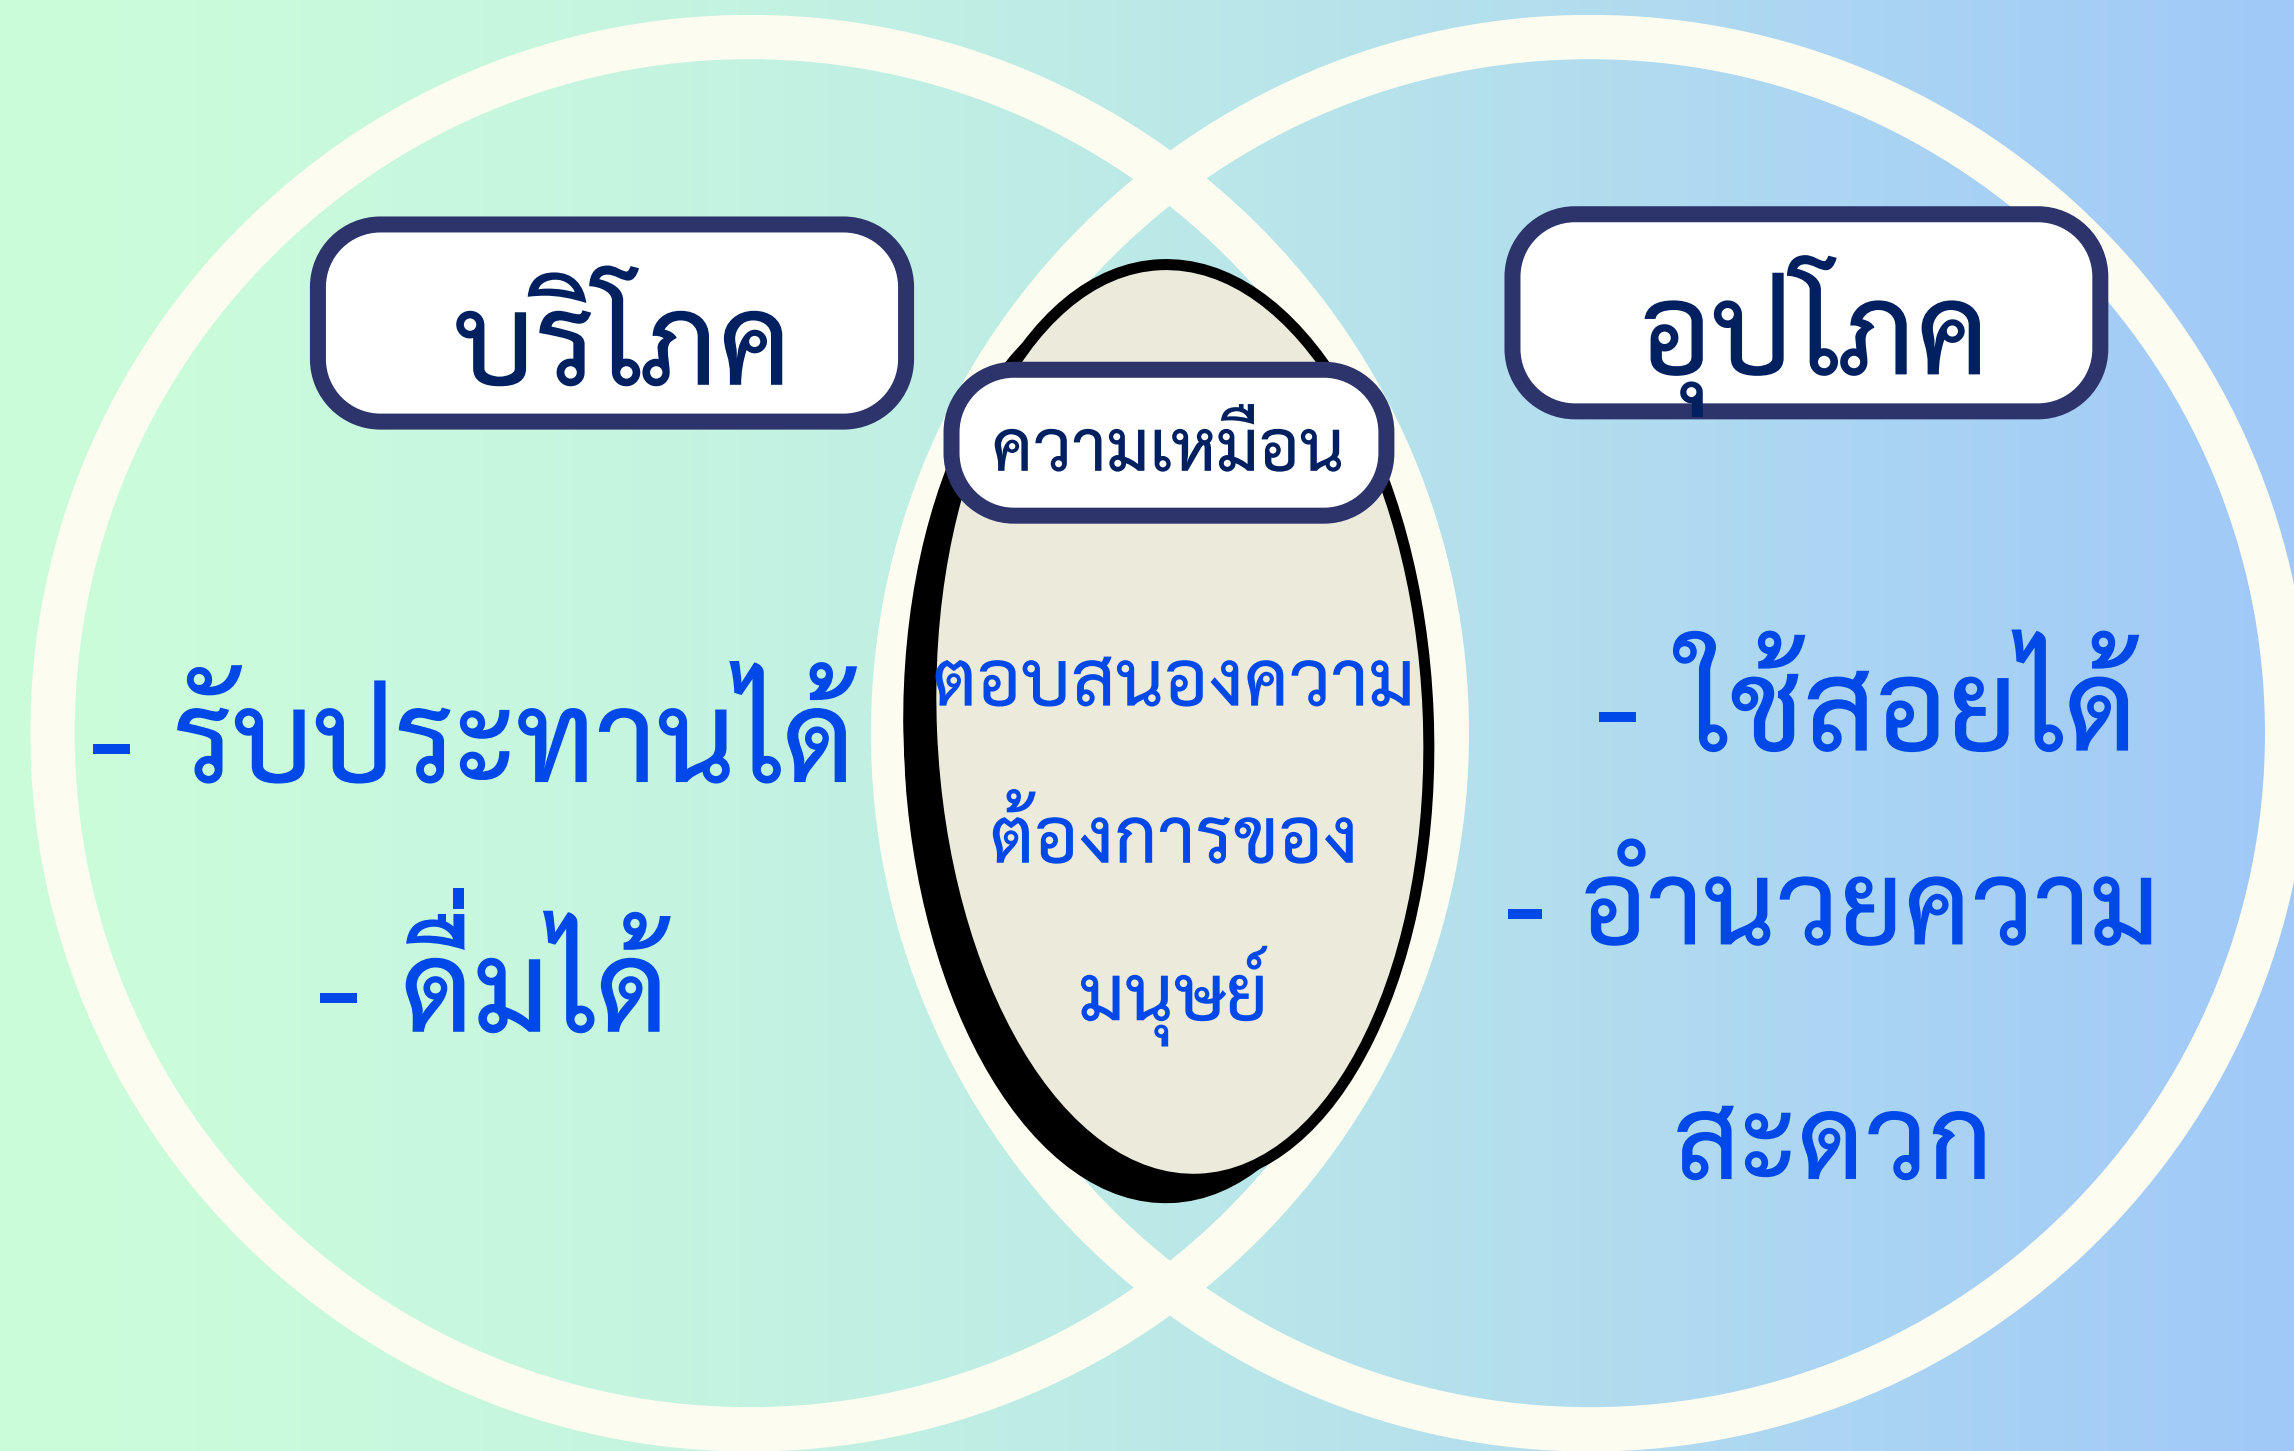 บริโภค
- รับประทานได้
- ดื่มได้
ความเหมือน
ตอบสนองความ
ต้องการของ
มนุษย์
อุปโภค
- ใช้สอยได้
- อำนวยความ
สะดวก